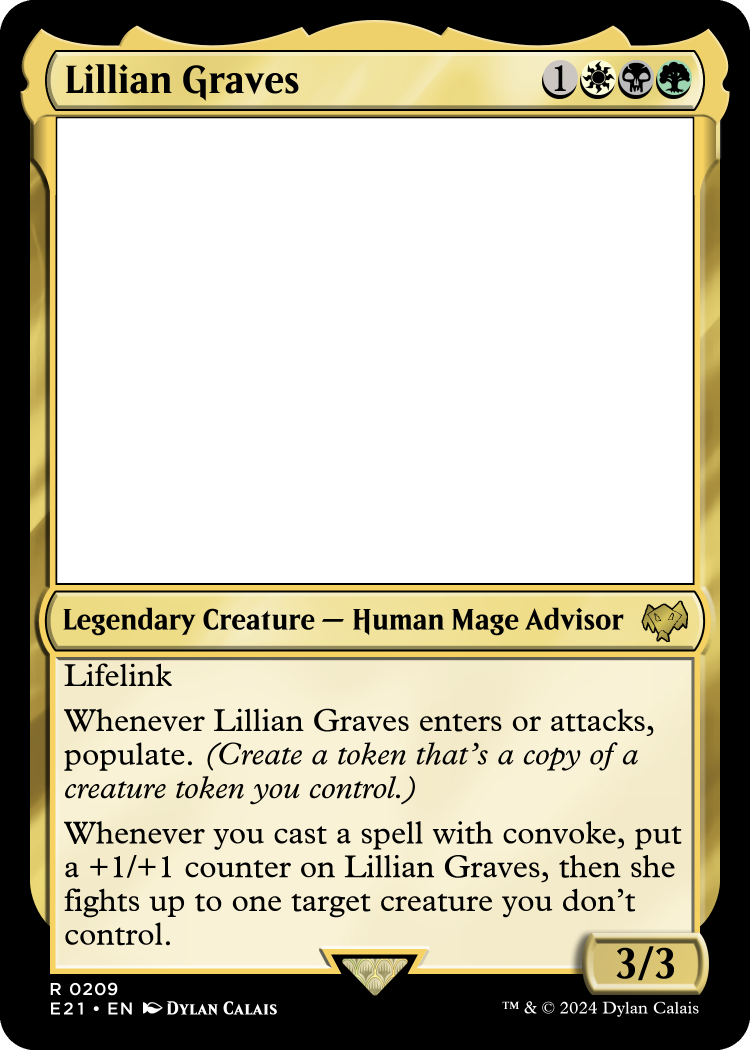 Lillian Graves 1
Legendary Creature — Human Mage Advisor
Lifelink
Whenever Lillian Graves enters or attacks,
populate. (Create a token that's a copy of a
creature token you control.)
Whenever you cast a spell with convoke, put
a +1/+1 counter on Lillian Graves, then she
fights up to one target creature you don't
control.
3/3
R 0209
E21 • EN Dylan Calais
™ & © 2024 Dylan Calais